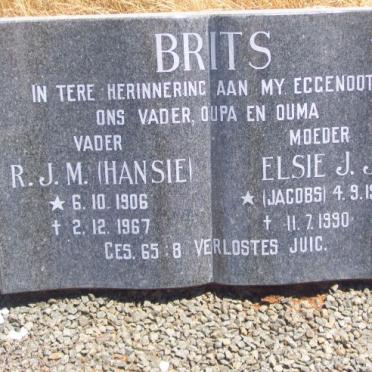 BRITS
IN TERE HERINNERING AAN MY EGGENOOT
ONS VADER, OUPA EN OUMA
VADER MOEDER
R. J. M. (HANSIE) ELSIE J. J
★ 6. 10. 1906 ★ (JACOBS) 4. 9. 19
† 2. 12. 1967 † 11. 7. 1990
GES. 65 : 8 VERLOSTES JUIG.